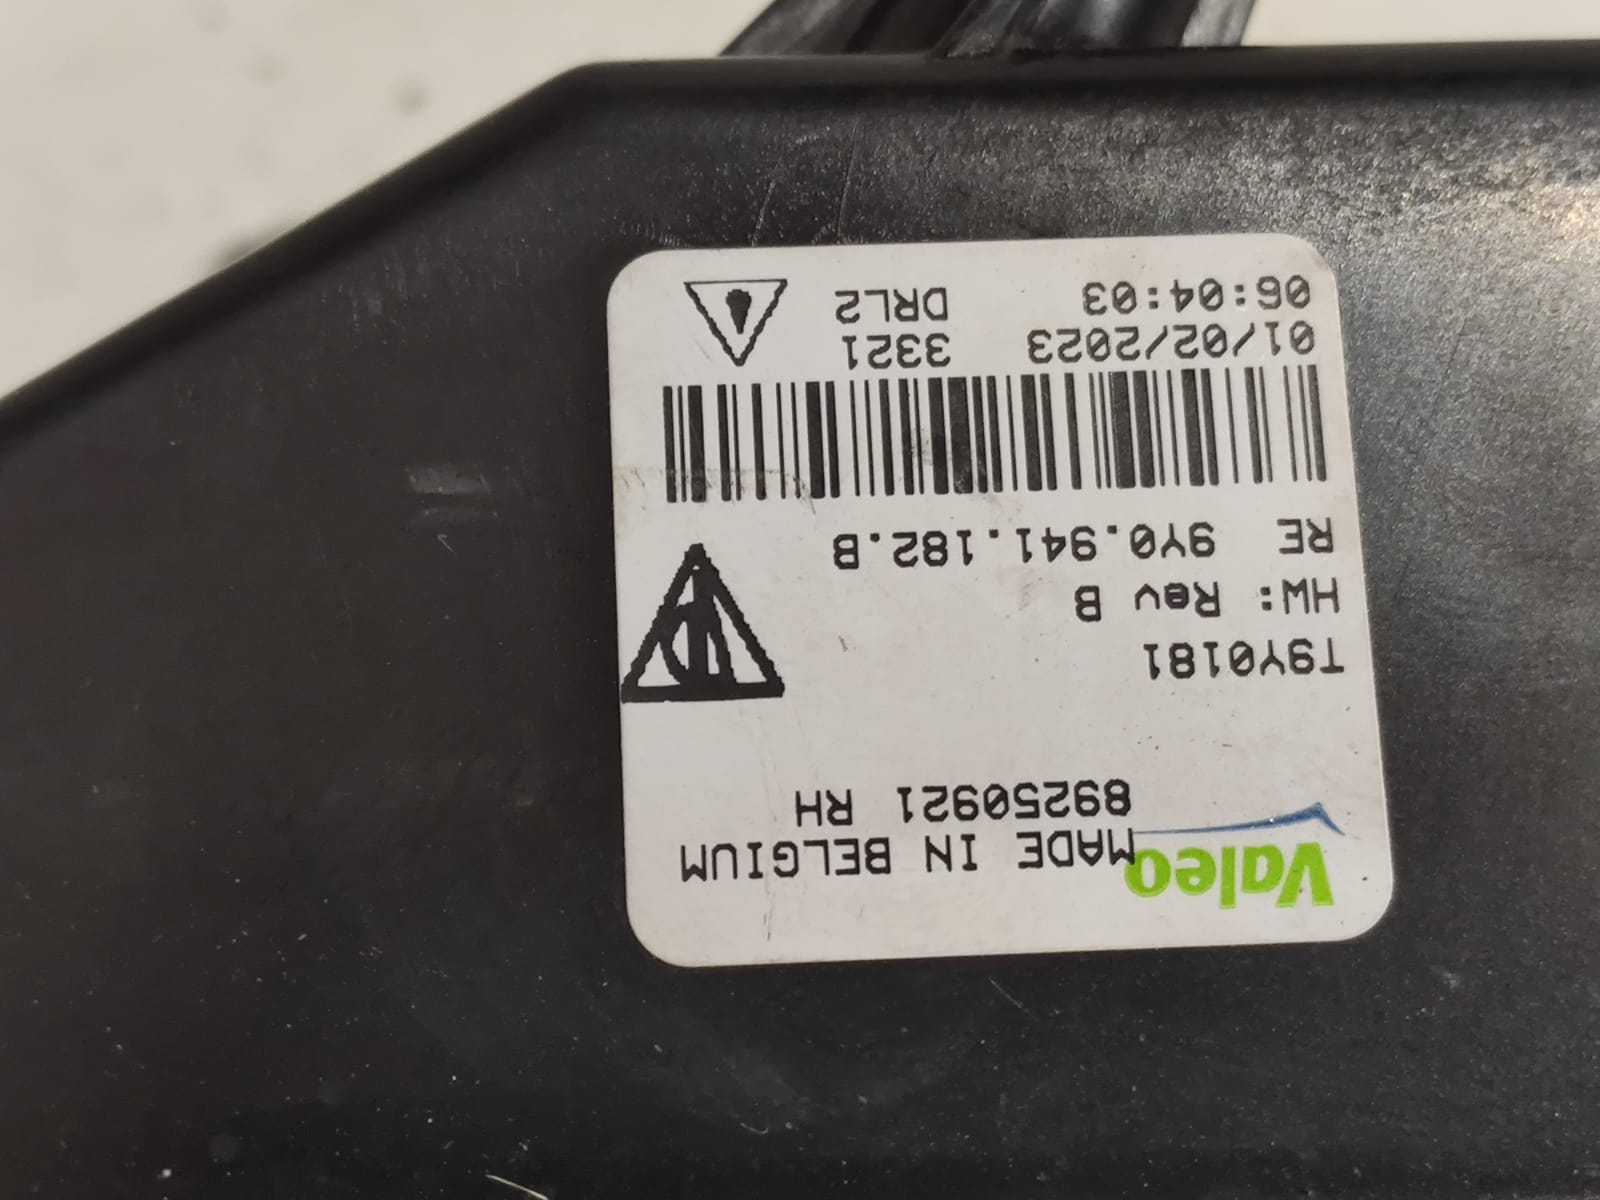 Valeo
MADE IN BELGIUM
89250921 RH
T9Y0181
HW: Rev B
RE 9Y0.941.182.B
01/02/2023 3321
06:04:03 DRL2